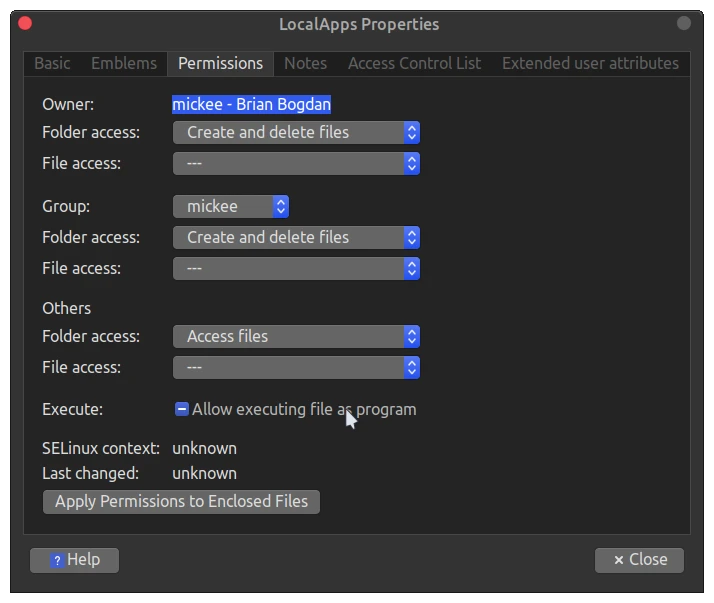 LocalApps Properties
Basic Emblems Permissions Notes Access Control List Extended user attributes
Owner: mickee - Brian Bogdan
Folder access: Create and delete files
File access: ---
Group: mickee
Folder access: Create and delete files
File access: ---
Others
Folder access: Access files
File access: ---
Execute: Allow executing file as program
SELinux context: unknown
Last changed: unknown
Apply Permissions to Enclosed Files
? Help × Close